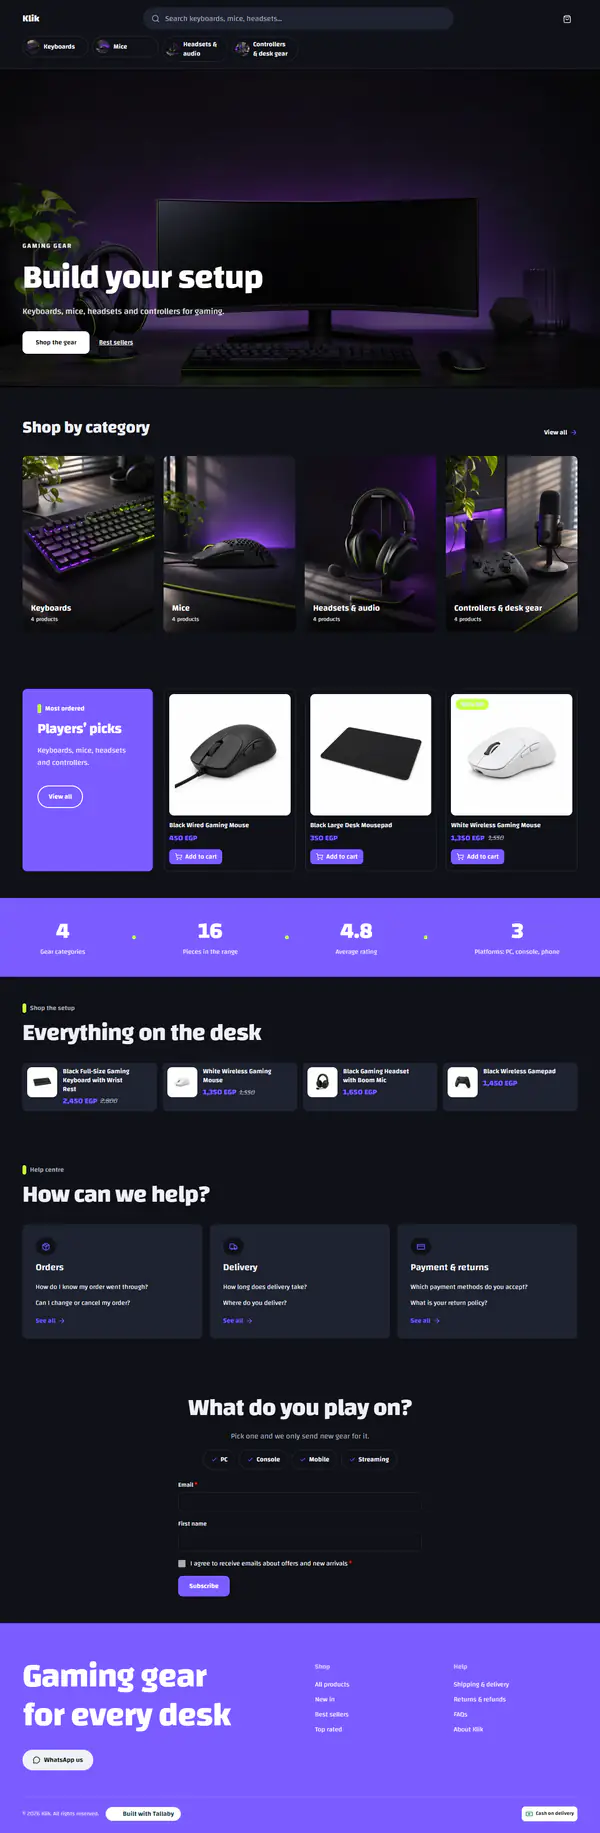 Klik
Search keyboards, mice, headsets...
Keyboards
Mice
Headsets &
audio
Controllers
& desk gear
GAMING GEAR
Build your setup
Keyboards, mice, headsets and controllers for gaming.
Shop the gear
Best sellers
Shop by category
View all
Keyboards
4 products
Mice
4 products
Headsets & audio
4 products
Controllers & desk gear
4 products
Most ordered
Players' picks
Keyboards, mice, headsets
and controllers.
View all
Black Wired Gaming Mouse
450 EGP
Add to cart
Black Large Desk Mousepad
350 EGP
Add to cart
White Wireless Gaming Mouse
1,350 EGP 1,550
Add to cart
4
Gear categories
16
Pieces in the range
4.8
Average rating
3
Platforms: PC, console, phone
Shop the setup
Everything on the desk
Black Full-Size Gaming
Keyboard with Wrist
Rest
2,450 EGP 2,800
White Wireless Gaming
Mouse
1,350 EGP 1,550
Black Gaming Headset
with Boom Mic
1,650 EGP
Black Wireless Gamepad
1,450 EGP
Help centre
How can we help?
Orders
How do I know my order went through?
Can I change or cancel my order?
See all
Delivery
How long does delivery take?
Where do you deliver?
See all
Payment & returns
Which payment methods do you accept?
What is your return policy?
See all
What do you play on?
Pick one and we only send new gear for it.
PC
Console
Mobile
Streaming
Email *
First name
I agree to receive emails about offers and new arrivals *
Subscribe
Gaming gear
for every desk
WhatsApp us
Shop
All products
New in
Best sellers
Top rated
Help
Shipping & delivery
Returns & refunds
FAQs
About Klik
© 2026 Klik. All rights reserved.
Built with Tallaby
Cash on delivery